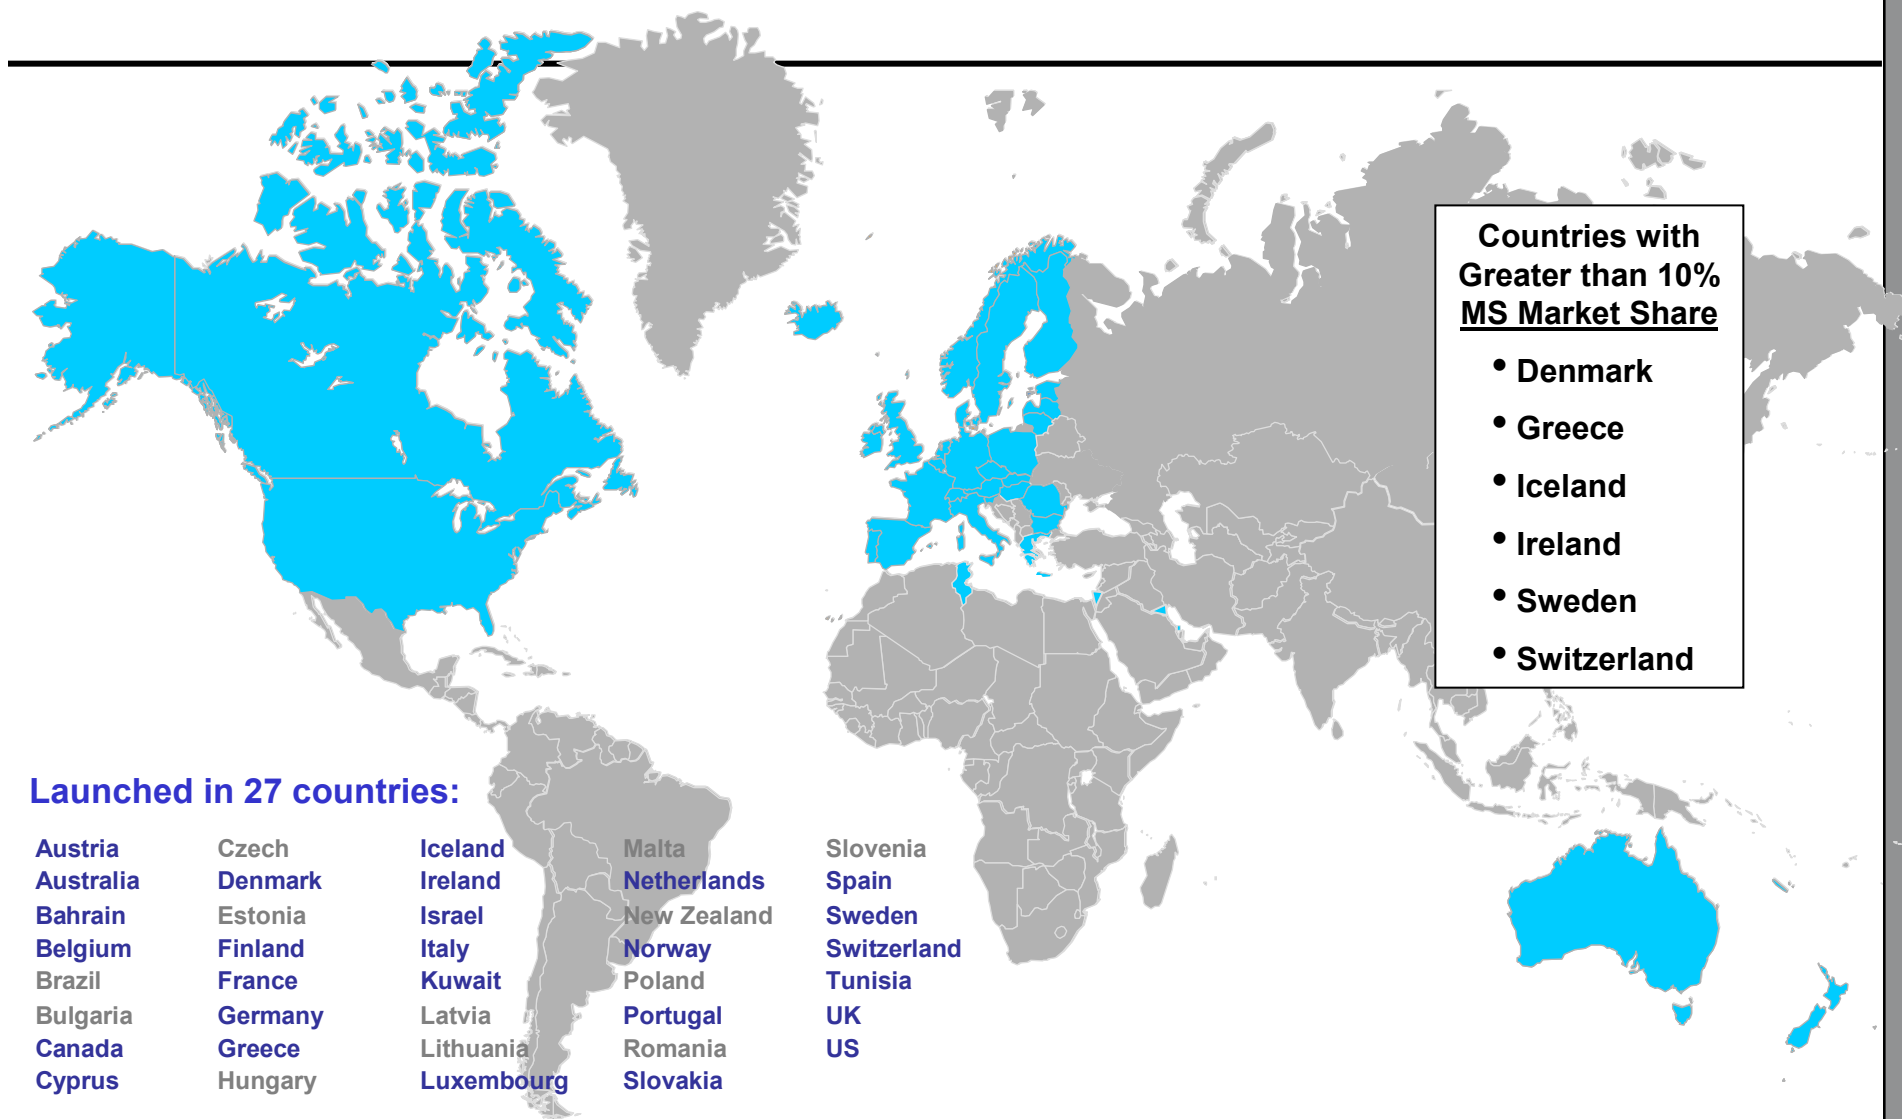 Countries with
Greater than 10%
MS Market Share
• Denmark
• Greece
• Iceland
• Ireland
• Sweden
• Switzerland
Launched in 27 countries:
Austria
Australia
Bahrain
Belgium
Brazil
Bulgaria
Canada
Cyprus
Czech
Denmark
Estonia
Finland
France
Germany
Greece
Hungary
Iceland
Ireland
Israel
Italy
Kuwait
Latvia
Lithuania
Luxembourg
Malta
Netherlands
New Zealand
Norway
Poland
Portugal
Romania
Slovakia
Slovenia
Spain
Sweden
Switzerland
Tunisia
UK
US